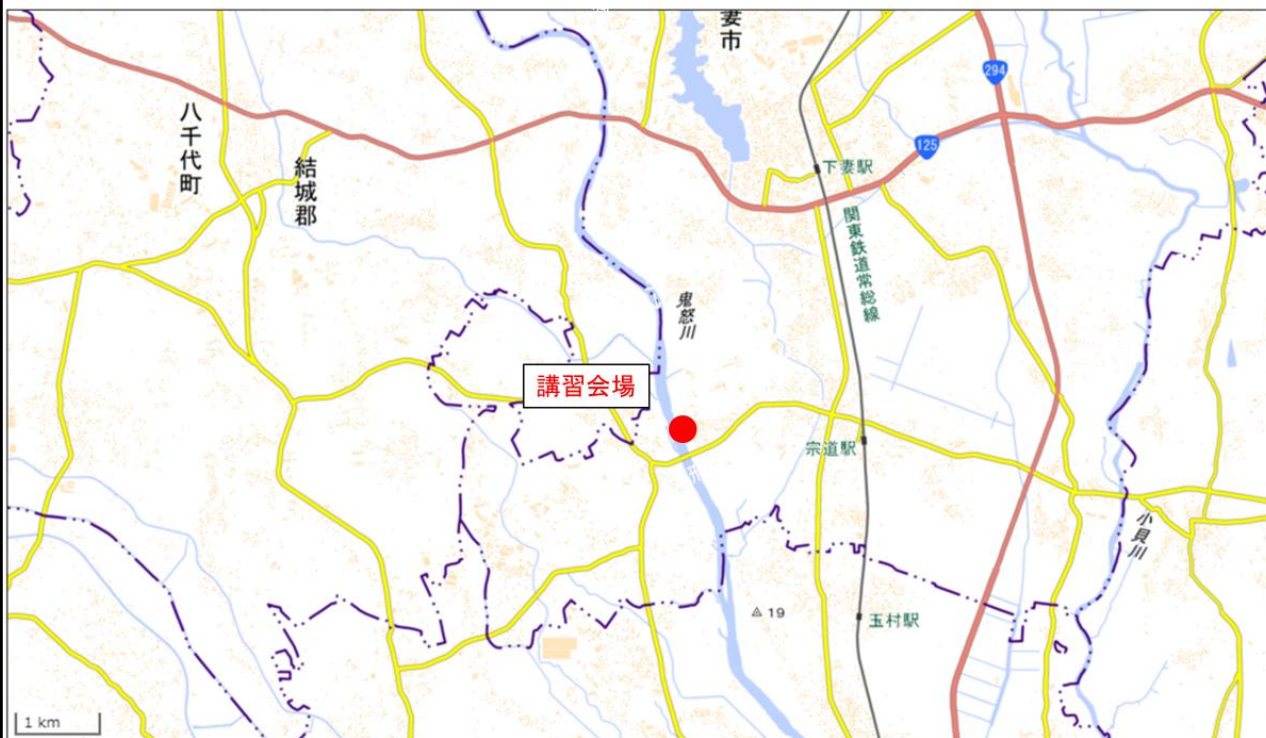 妻市
294
八千代町
125
結城郡
下妻駅
関東鉄道常総線
鬼怒川
講習会場
宗道駅
小貝川
19
玉村駅
1 km